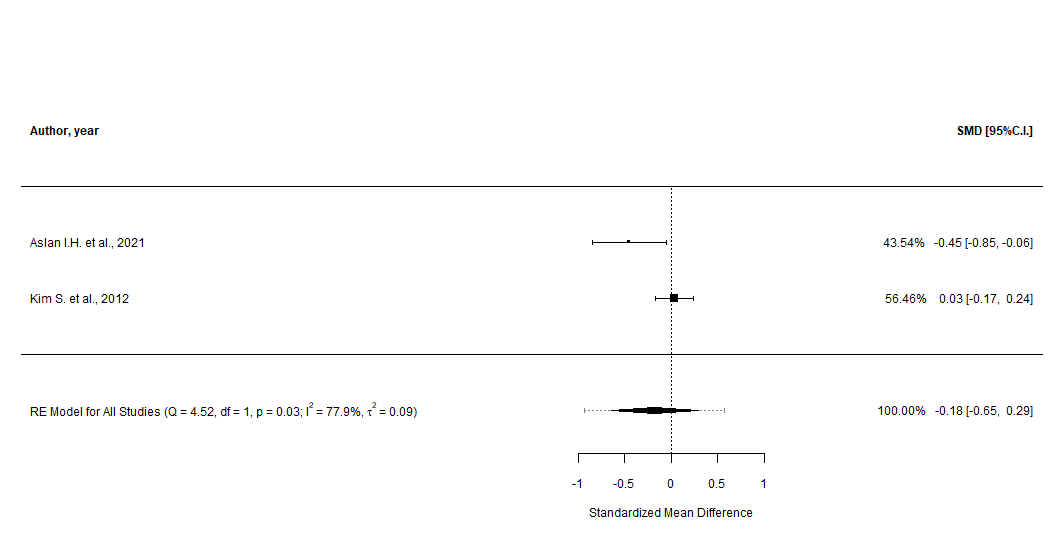 Author, year SMD [95%C.I.]
Aslan I.H. et al., 2021 43.54% -0.45 [-0.85, -0.06]
Kim S. et al., 2012 56.46% 0.03 [-0.17, 0.24]
RE Model for All Studies (Q = 4.52, df = 1, p = 0.03; I² = 77.9%, τ² = 0.09) 100.00% -0.18 [-0.65, 0.29]
-1 -0.5 0 0.5 1
Standardized Mean Difference